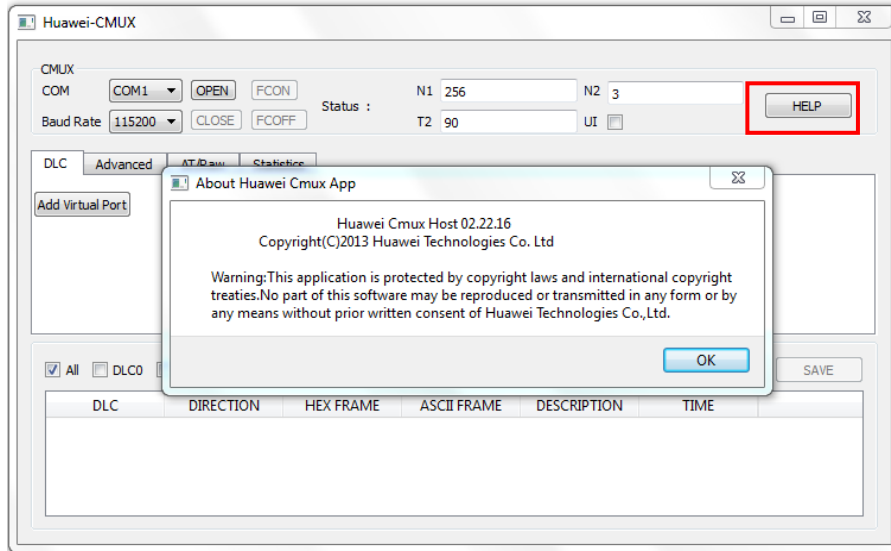 Huawei-CMUX
CMUX
COM COM1 OPEN FCON Status : N1 256 N2 3 HELP
Baud Rate 115200 CLOSE FCOFF T2 90 UI
DLC Advanced AT/Raw Statistics
Add Virtual Port
About Huawei Cmux App
Huawei Cmux Host 02.22.16
Copyright(C)2013 Huawei Technologies Co. Ltd
Warning:This application is protected by copyright laws and international copyright
treaties.No part of this software may be reproduced or transmitted in any form or by
any means without prior written consent of Huawei Technologies Co.,Ltd.
OK
All DLC0 SAVE
DLC DIRECTION HEX FRAME ASCII FRAME DESCRIPTION TIME